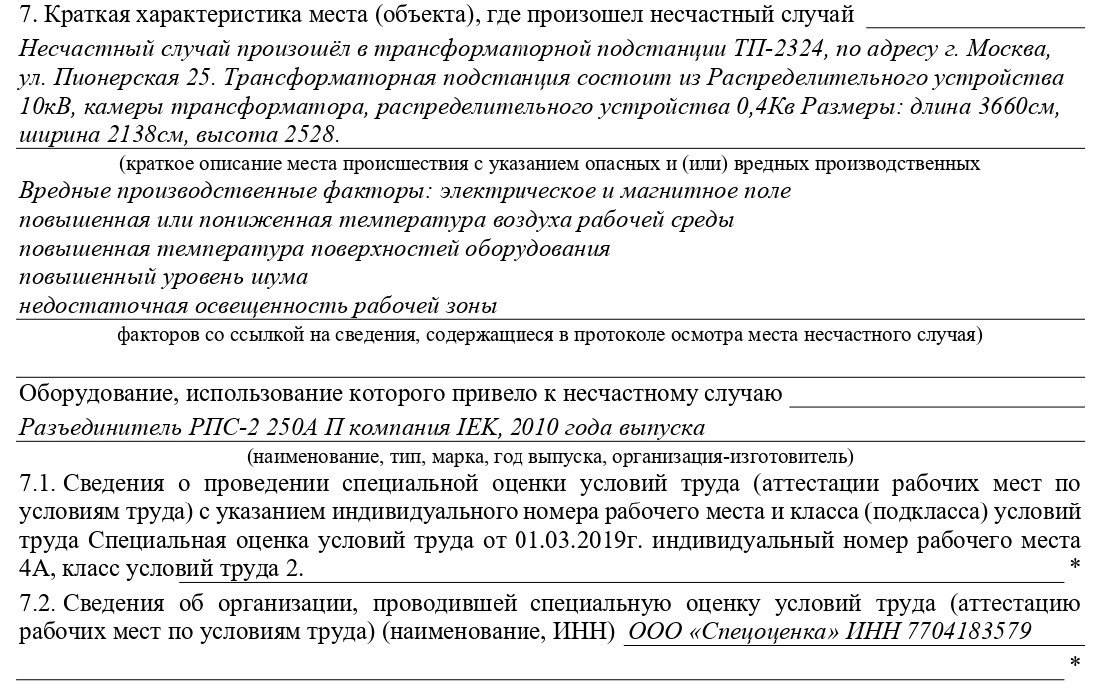 7. Краткая характеристика места (объекта), где произошел несчастный случай
Несчастный случай произошёл в трансформаторной подстанции ТП-2324, по адресу г. Москва,
ул. Пионерская 25. Трансформаторная подстанция состоит из Распределительного устройства
10кВ, камеры трансформатора, распределительного устройства 0,4Кв Размеры: длина 3660см,
ширина 2138см, высота 2528.
(краткое описание места происшествия с указанием опасных и (или) вредных производственных
Вредные производственные факторы: электрическое и магнитное поле
повышенная или пониженная температура воздуха рабочей среды
повышенная температура поверхностей оборудования
повышенный уровень шума
недостаточная освещенность рабочей зоны
факторов со ссылкой на сведения, содержащиеся в протоколе осмотра места несчастного случая)
Оборудование, использование которого привело к несчастному случаю
Разъединитель РПС-2 250А П компания IEK, 2010 года выпуска
(наименование, тип, марка, год выпуска, организация-изготовитель)
7.1. Сведения о проведении специальной оценки условий труда (аттестации рабочих мест по
условиям труда) с указанием индивидуального номера рабочего места и класса (подкласса) условий
труда Специальная оценка условий труда от 01.03.2019г. индивидуальный номер рабочего места
4А, класс условий труда 2. *
7.2. Сведения об организации, проводившей специальную оценку условий труда (аттестацию
рабочих мест по условиям труда) (наименование, ИНН) ООО «Спецоценка» ИНН 7704183579
*